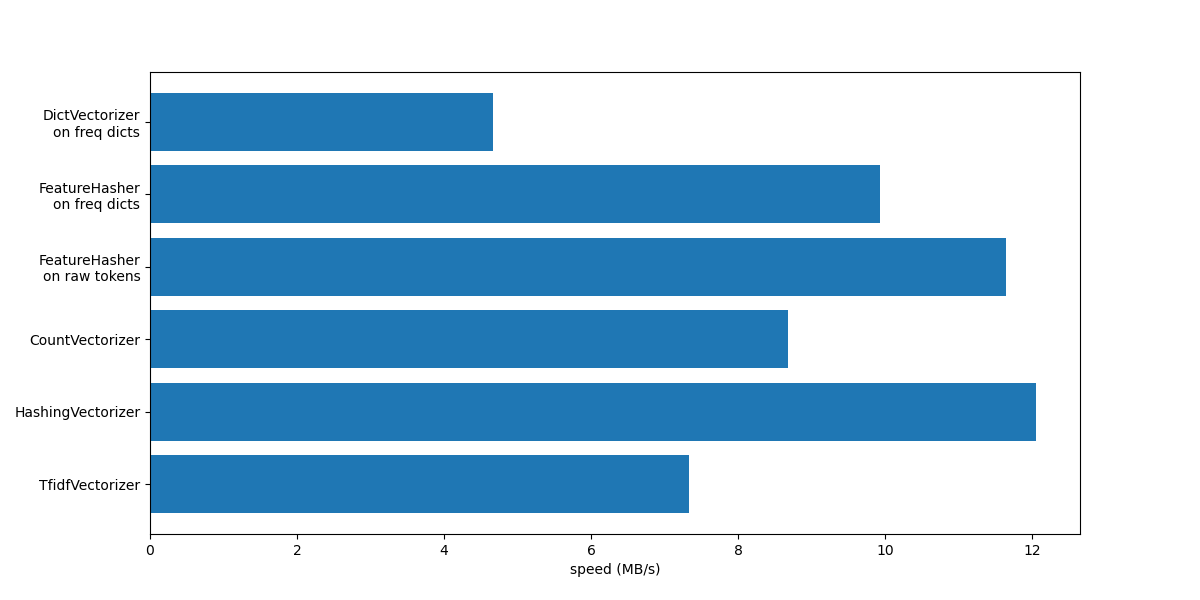 DictVectorizer
on freq dicts
FeatureHasher
on freq dicts
FeatureHasher
on raw tokens
CountVectorizer
HashingVectorizer
TfidfVectorizer
0 2 4 6 8 10 12
speed (MB/s)